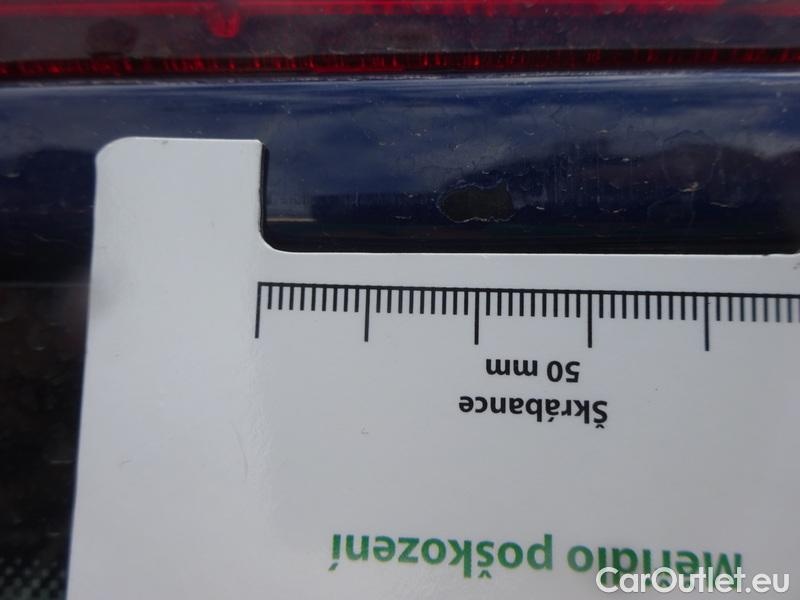 Měřidlo poškození
Škrábance
50 mm
CarOutlet.eu